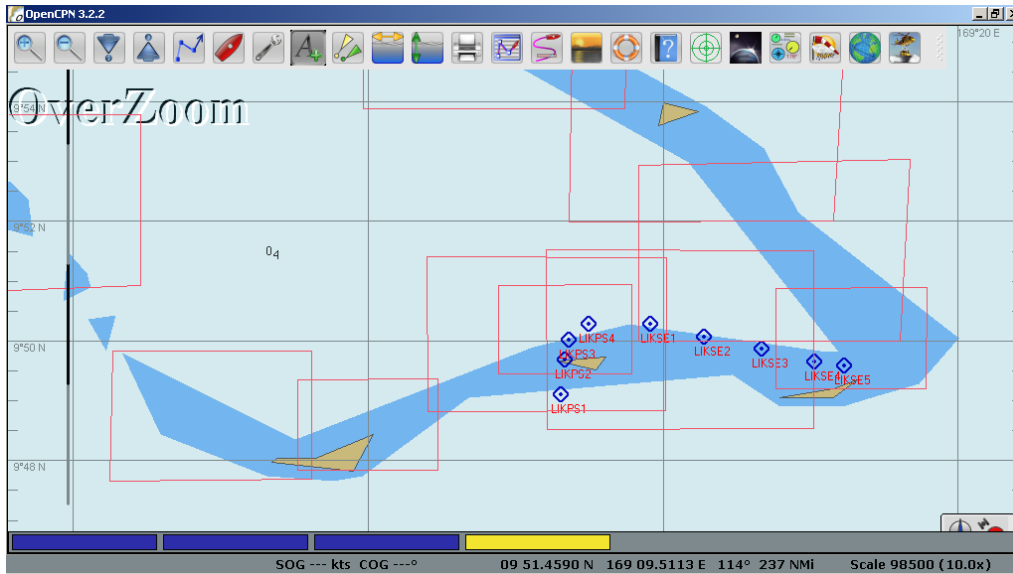 OpenCPN 3.2.2
169°20 E
OverZoom
9°54 N
9°52 N
0₄
LIKPS4
LIKSE1
9°50 N
LIKSE2
LIKPS3
LIKSE3
LIKPS2
LIKSE4
LIKSE5
LIKPS1
9°48 N
N
SOG --- kts COG ---° 09 51.4590 N 169 09.5113 E 114° 237 NMi Scale 98500 (10.0x)